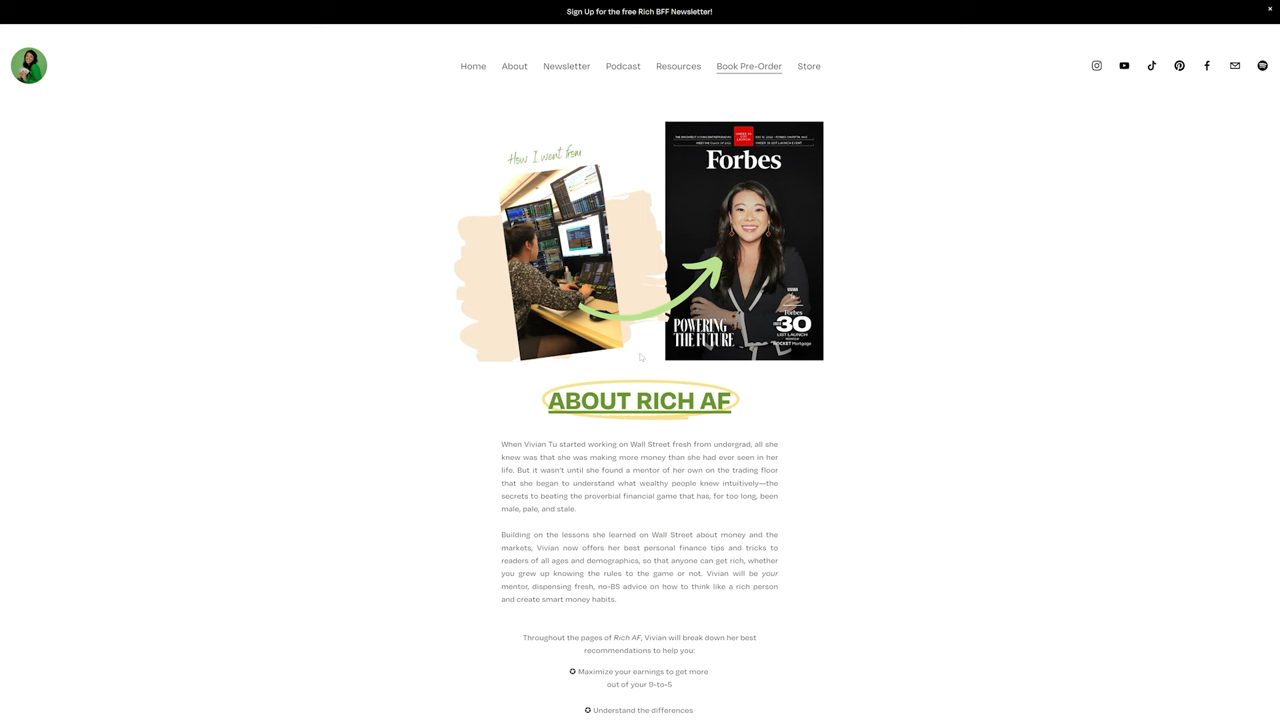 Sign Up for the free Rich BFF Newsletter!
×
Home About Newsletter Podcast Resources Book Pre-Order Store
How I went from
Forbes
POWERING
THE FUTURE
VIVIAN
Forbes
30
LIST LAUNCH
ROCKET Mortgage
ABOUT RICH AF
When Vivian Tu started working on Wall Street fresh from undergrad, all she
knew was that she was making more money than she had ever seen in her
life. But it wasn't until she found a mentor of her own on the trading floor
that she began to understand what wealthy people knew intuitively—the
secrets to beating the proverbial financial game that has, for too long, been
male, pale, and stale.
Building on the lessons she learned on Wall Street about money and the
markets, Vivian now offers her best personal finance tips and tricks to
readers of all ages and demographics, so that anyone can get rich, whether
you grew up knowing the rules to the game or not. Vivian will be your
mentor, dispensing fresh, no-BS advice on how to think like a rich person
and create smart money habits.
Throughout the pages of Rich AF, Vivian will break down her best
recommendations to help you:
✪ Maximize your earnings to get more
out of your 9-to-5
✪ Understand the differences